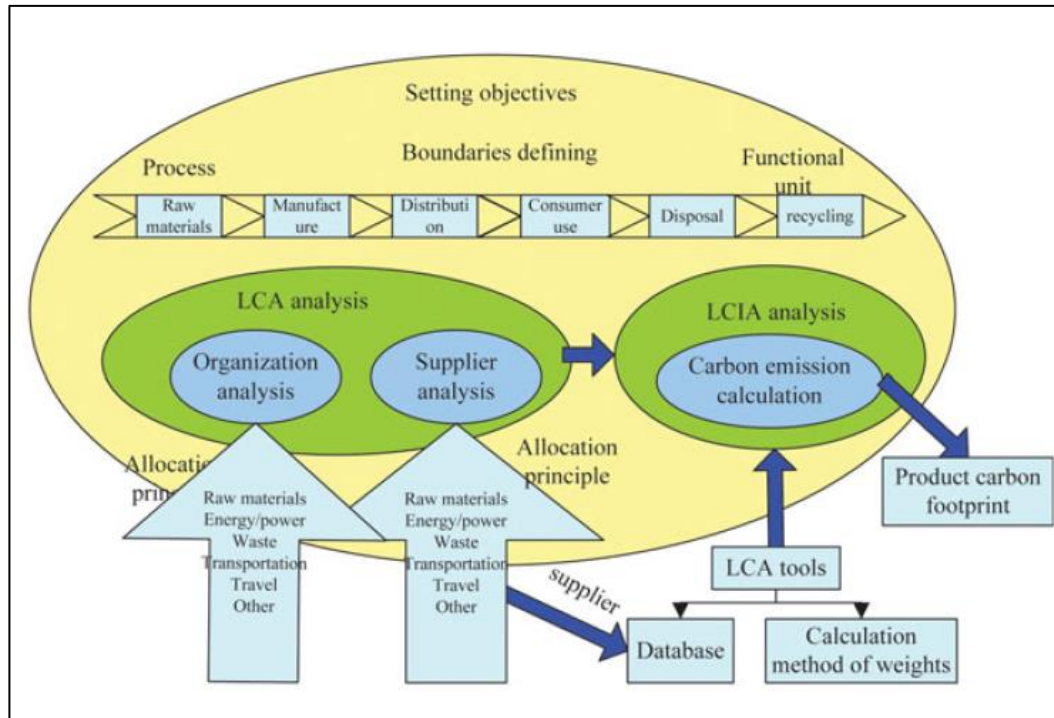 Setting objectives
Boundaries defining
Process
Functional
unit
Raw
materials
Manufact
ure
Distributi
on
Consumer
use
Disposal
recycling
LCA analysis
LCIA analysis
Organization
analysis
Supplier
analysis
Carbon emission
calculation
Allocatio
prin
Allocation
principle
Raw materials
Energy/power
Waste
Transportation
Travel
Other
Raw materials
Energy/power
Waste
Transportation
Travel
Other
Product carbon
footprint
LCA tools
supplier
Database
Calculation
method of weights